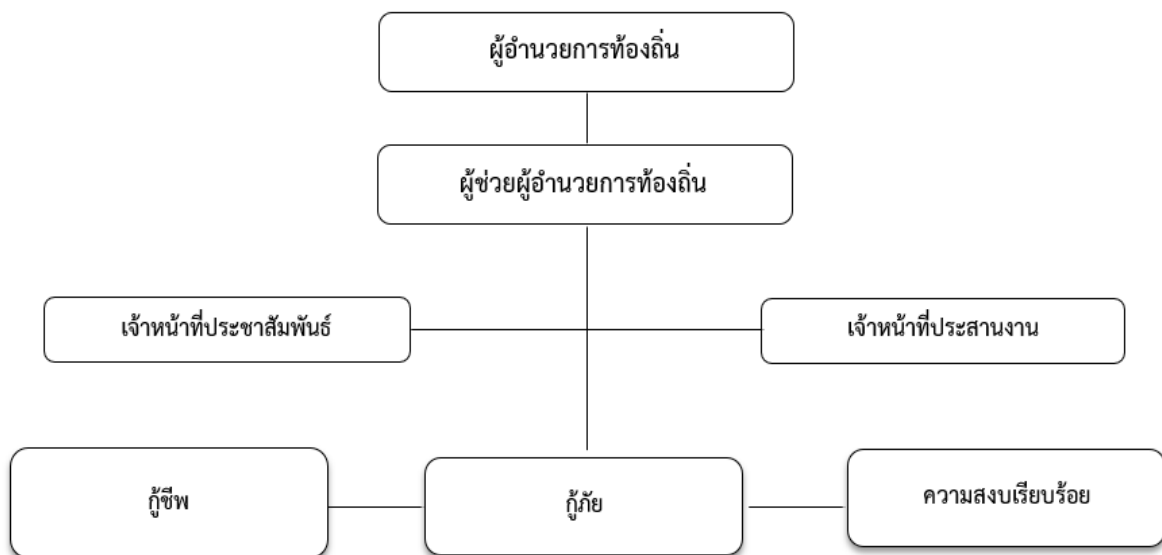 ผู้อำนวยการท้องถิ่น
ผู้ช่วยผู้อำนวยการท้องถิ่น
เจ้าหน้าที่ประชาสัมพันธ์
เจ้าหน้าที่ประสานงาน
กู้ชีพ
กู้ภัย
ความสงบเรียบร้อย